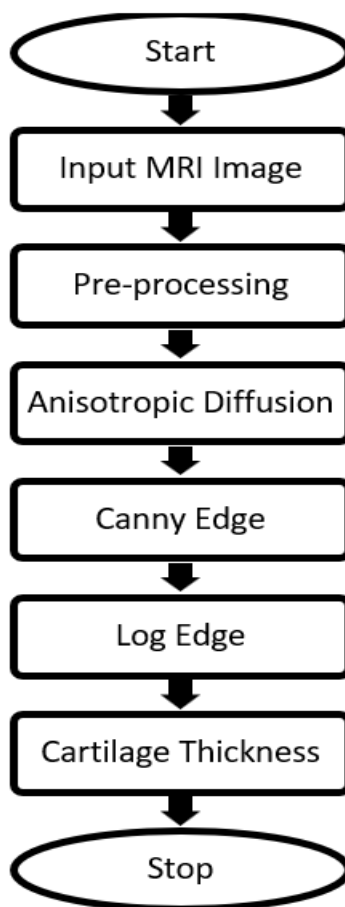 Start
Input MRI Image
Pre-processing
Anisotropic Diffusion
Canny Edge
Log Edge
Cartilage Thickness
Stop